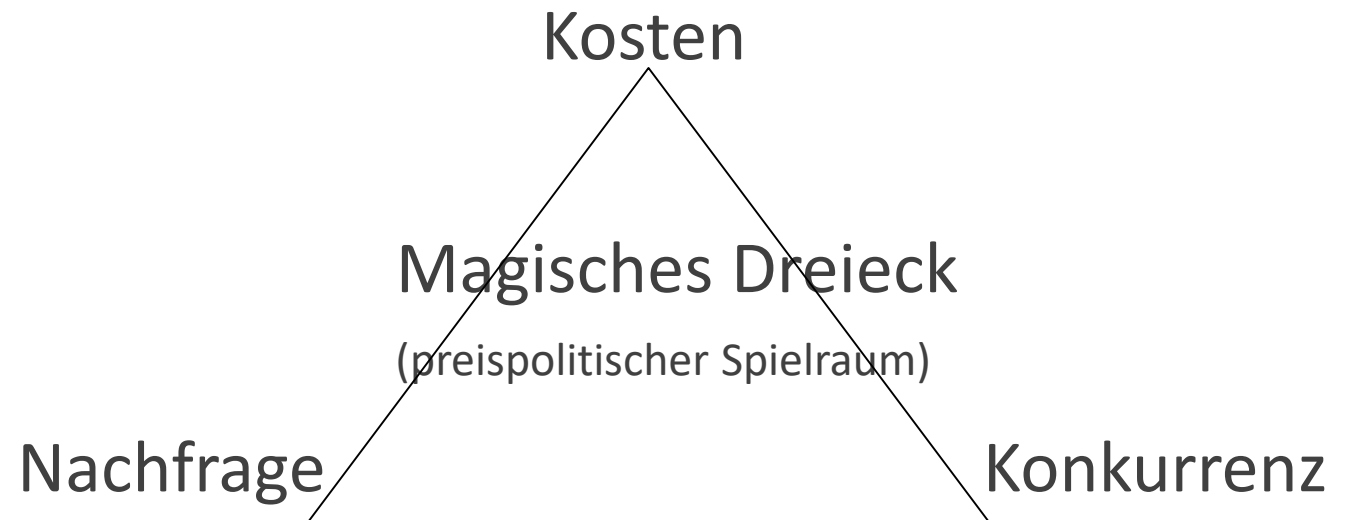 Kosten
Magisches Dreieck
(preispolitischer Spielraum)
Nachfrage
Konkurrenz